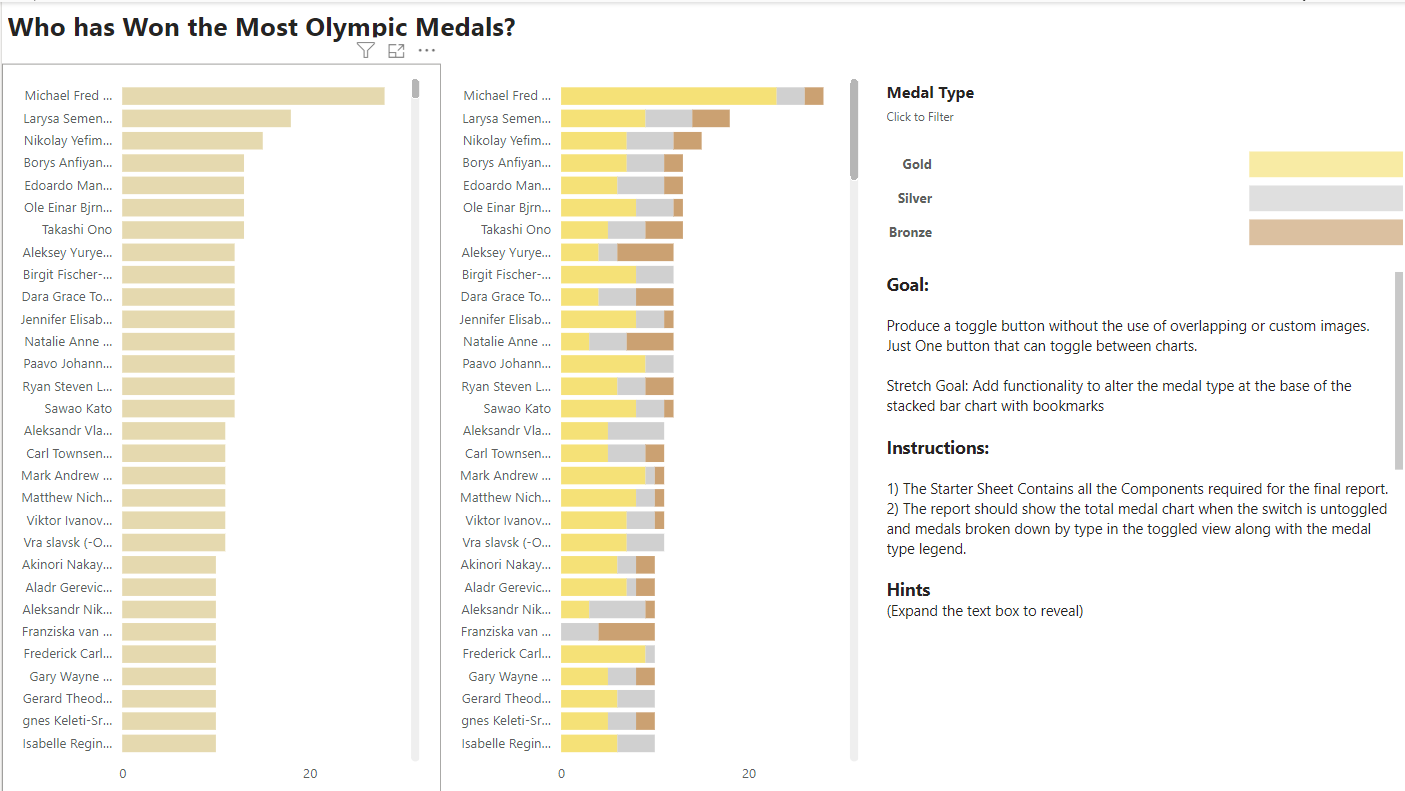 Who has Won the Most Olympic Medals?
Michael Fred ...
Larysa Semen...
Nikolay Yefim...
Borys Anfiyan...
Edoardo Man...
Ole Einar Bjrn...
Takashi Ono
Aleksey Yurye...
Birgit Fischer-...
Dara Grace To...
Jennifer Elisab...
Natalie Anne ...
Paavo Johann...
Ryan Steven L...
Sawao Kato
Aleksandr Vla...
Carl Townsen...
Mark Andrew ...
Matthew Nich...
Viktor Ivanov...
Vra slavsk (-O...
Akinori Nakay...
Aladr Gerevic...
Aleksandr Nik...
Franziska van ...
Frederick Carl...
Gary Wayne ...
Gerard Theod...
gnes Keleti-Sr...
Isabelle Regin...
0 20
Michael Fred ...
Larysa Semen...
Nikolay Yefim...
Borys Anfiyan...
Edoardo Man...
Ole Einar Bjrn...
Takashi Ono
Aleksey Yurye...
Birgit Fischer-...
Dara Grace To...
Jennifer Elisab...
Natalie Anne ...
Paavo Johann...
Ryan Steven L...
Sawao Kato
Aleksandr Vla...
Carl Townsen...
Mark Andrew ...
Matthew Nich...
Viktor Ivanov...
Vra slavsk (-O...
Akinori Nakay...
Aladr Gerevic...
Aleksandr Nik...
Franziska van ...
Frederick Carl...
Gary Wayne ...
Gerard Theod...
gnes Keleti-Sr...
Isabelle Regin...
0 20
Medal Type
Click to Filter
Gold
Silver
Bronze
Goal:
Produce a toggle button without the use of overlapping or custom images.
Just One button that can toggle between charts.
Stretch Goal: Add functionality to alter the medal type at the base of the
stacked bar chart with bookmarks
Instructions:
1) The Starter Sheet Contains all the Components required for the final report.
2) The report should show the total medal chart when the switch is untoggled
and medals broken down by type in the toggled view along with the medal
type legend.
Hints
(Expand the text box to reveal)